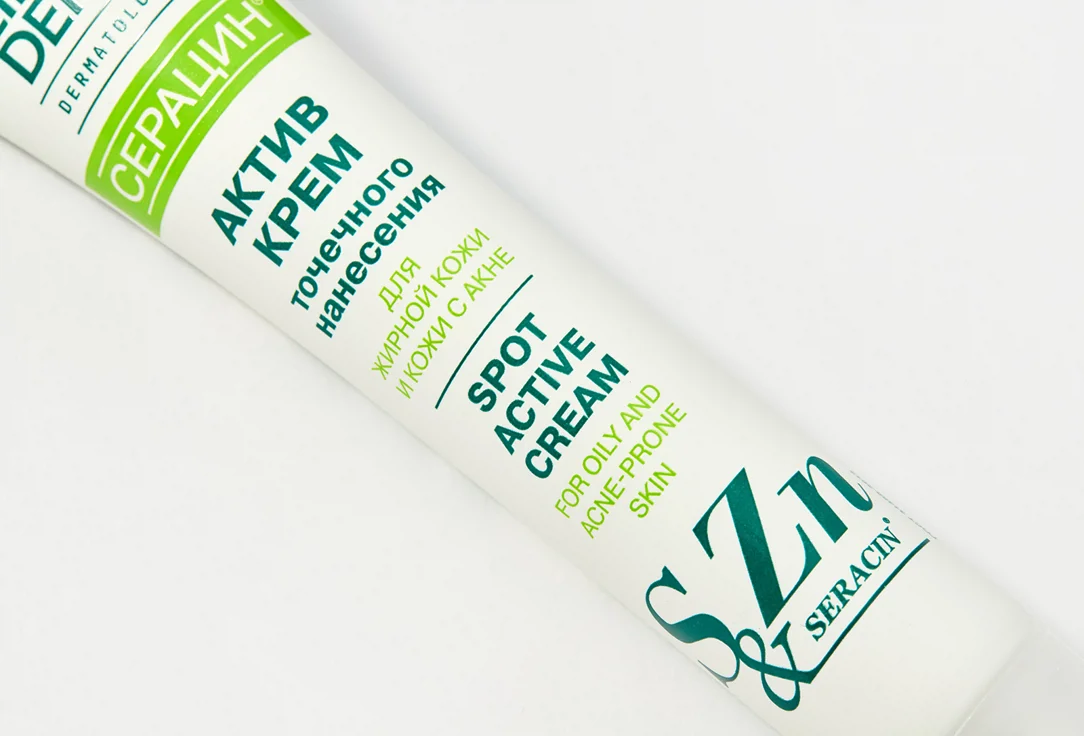 СЕРАЦИН®
АКТИВ
КРЕМ
точечного
нанесения
ДЛЯ
ЖИРНОЙ КОЖИ
И КОЖИ С АКНЕ
SPOT
ACTIVE
CREAM
FOR OILY AND
ACNE-PRONE
SKIN
S Zn
& SERACIN®